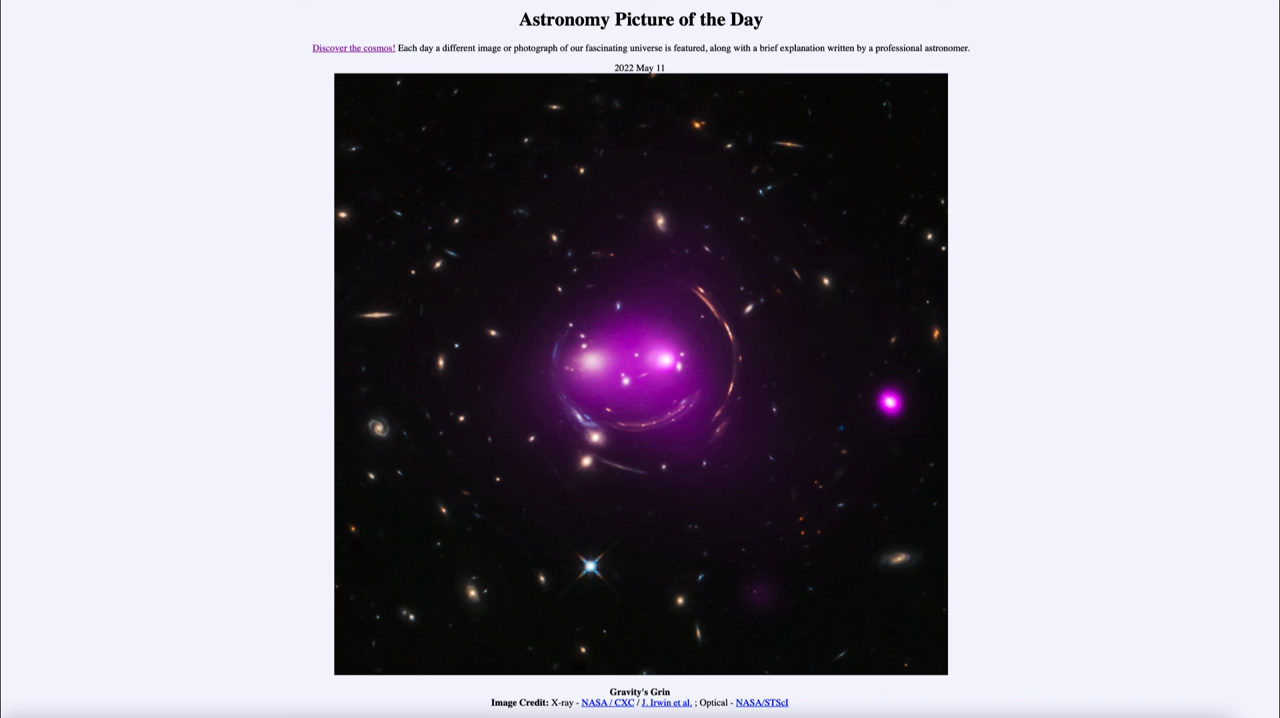 Astronomy Picture of the Day
Discover the cosmos! Each day a different image or photograph of our fascinating universe is featured, along with a brief explanation written by a professional astronomer.
2022 May 11
Gravity's Grin
Image Credit: X-ray - NASA / CXC / J. Irwin et al. ; Optical - NASA/STScI